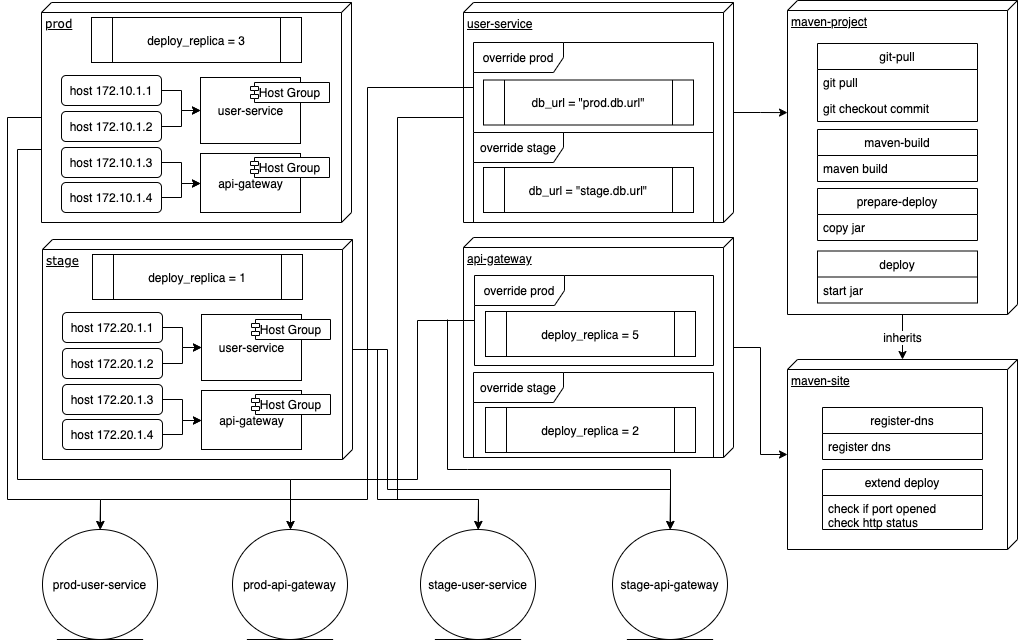 prod
deploy_replica = 3
host 172.10.1.1
host 172.10.1.2
host 172.10.1.3
host 172.10.1.4
Host Group
user-service
Host Group
api-gateway
stage
deploy_replica = 1
host 172.20.1.1
host 172.20.1.2
host 172.20.1.3
host 172.20.1.4
Host Group
user-service
Host Group
api-gateway
user-service
override prod
db_url = "prod.db.url"
override stage
db_url = "stage.db.url"
api-gateway
override prod
deploy_replica = 5
override stage
deploy_replica = 2
maven-project
git-pull
git pull
git checkout commit
maven-build
maven build
prepare-deploy
copy jar
deploy
start jar
inherits
maven-site
register-dns
register dns
extend deploy
check if port opened
check http status
prod-user-service
prod-api-gateway
stage-user-service
stage-api-gateway